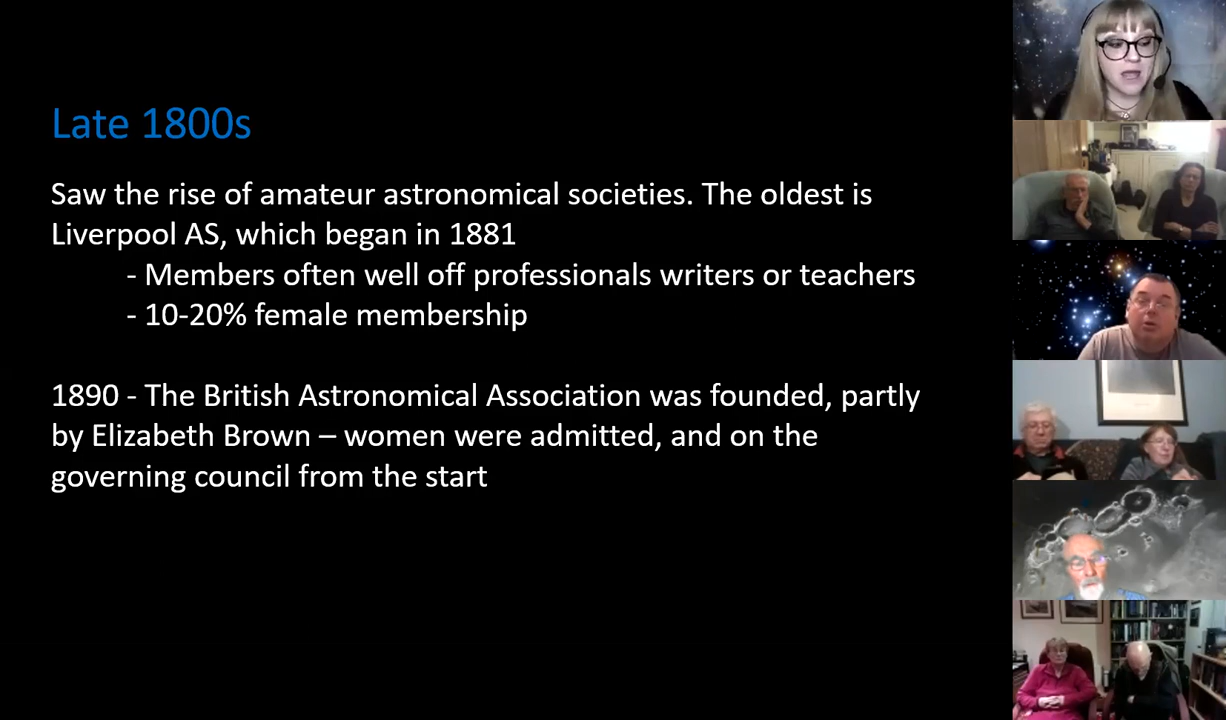 Late 1800s
Saw the rise of amateur astronomical societies. The oldest is
Liverpool AS, which began in 1881
- Members often well off professionals writers or teachers
- 10-20% female membership
1890 - The British Astronomical Association was founded, partly
by Elizabeth Brown – women were admitted, and on the
governing council from the start